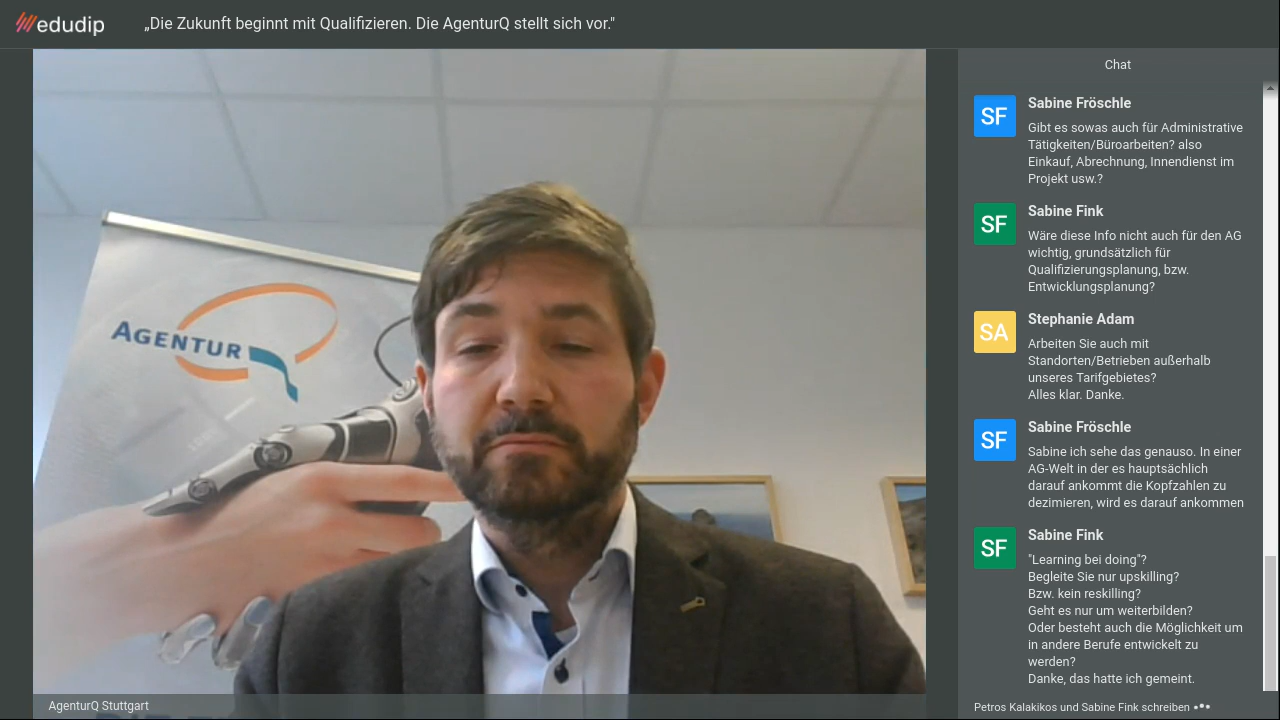 edudip
„Die Zukunft beginnt mit Qualifizieren. Die AgenturQ stellt sich vor."
AGENTUR
AgenturQ Stuttgart
Chat
SF
Sabine Fröschle
Gibt es sowas auch für Administrative
Tätigkeiten/Büroarbeiten? also
Einkauf, Abrechnung, Innendienst im
Projekt usw.?
SF
Sabine Fink
Wäre diese Info nicht auch für den AG
wichtig, grundsätzlich für
Qualifizierungsplanung, bzw.
Entwicklungsplanung?
SA
Stephanie Adam
Arbeiten Sie auch mit
Standorten/Betrieben außerhalb
unseres Tarifgebietes?
Alles klar. Danke.
SF
Sabine Fröschle
Sabine ich sehe das genauso. In einer
AG-Welt in der es hauptsächlich
darauf ankommt die Kopfzahlen zu
dezimieren, wird es darauf ankommen
SF
Sabine Fink
"Learning bei doing"?
Begleite Sie nur upskilling?
Bzw. kein reskilling?
Geht es nur um weiterbilden?
Oder besteht auch die Möglichkeit um
in andere Berufe entwickelt zu
werden?
Danke, das hatte ich gemeint.
Petros Kalakikos und Sabine Fink schreiben